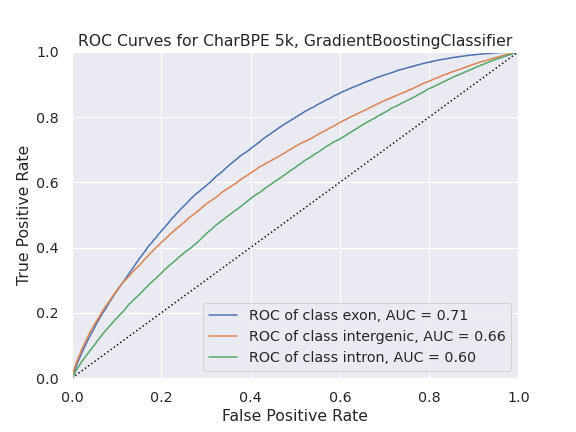 ROC Curves for CharBPE 5k, GradientBoostingClassifier
1.0
0.8
0.6
0.4
0.2
0.0
True Positive Rate
ROC of class exon, AUC = 0.71
ROC of class intergenic, AUC = 0.66
ROC of class intron, AUC = 0.60
0.0 0.2 0.4 0.6 0.8 1.0
False Positive Rate